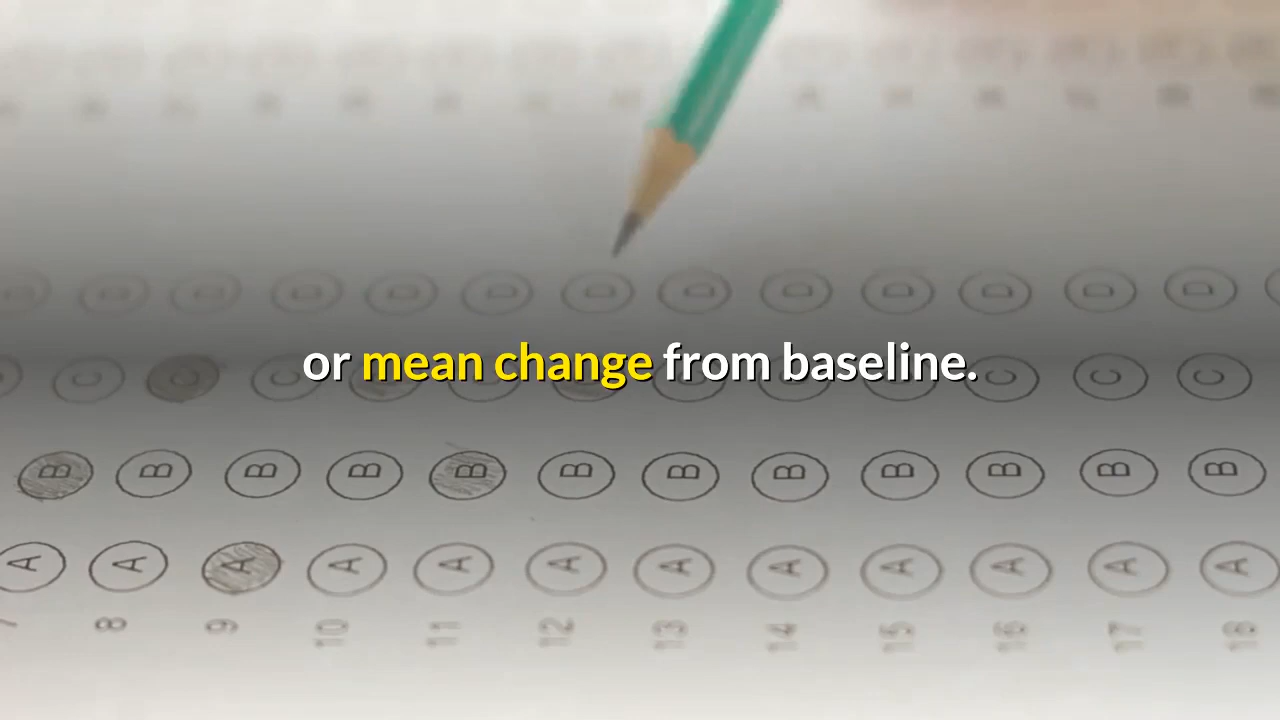 D D D D D D D D D D
or mean change from baseline.
C C C C C C
B B B B B B B B B B B B
A A A A A A A A A A A A
8 9 10 11 12 13 14 15 16 17 18